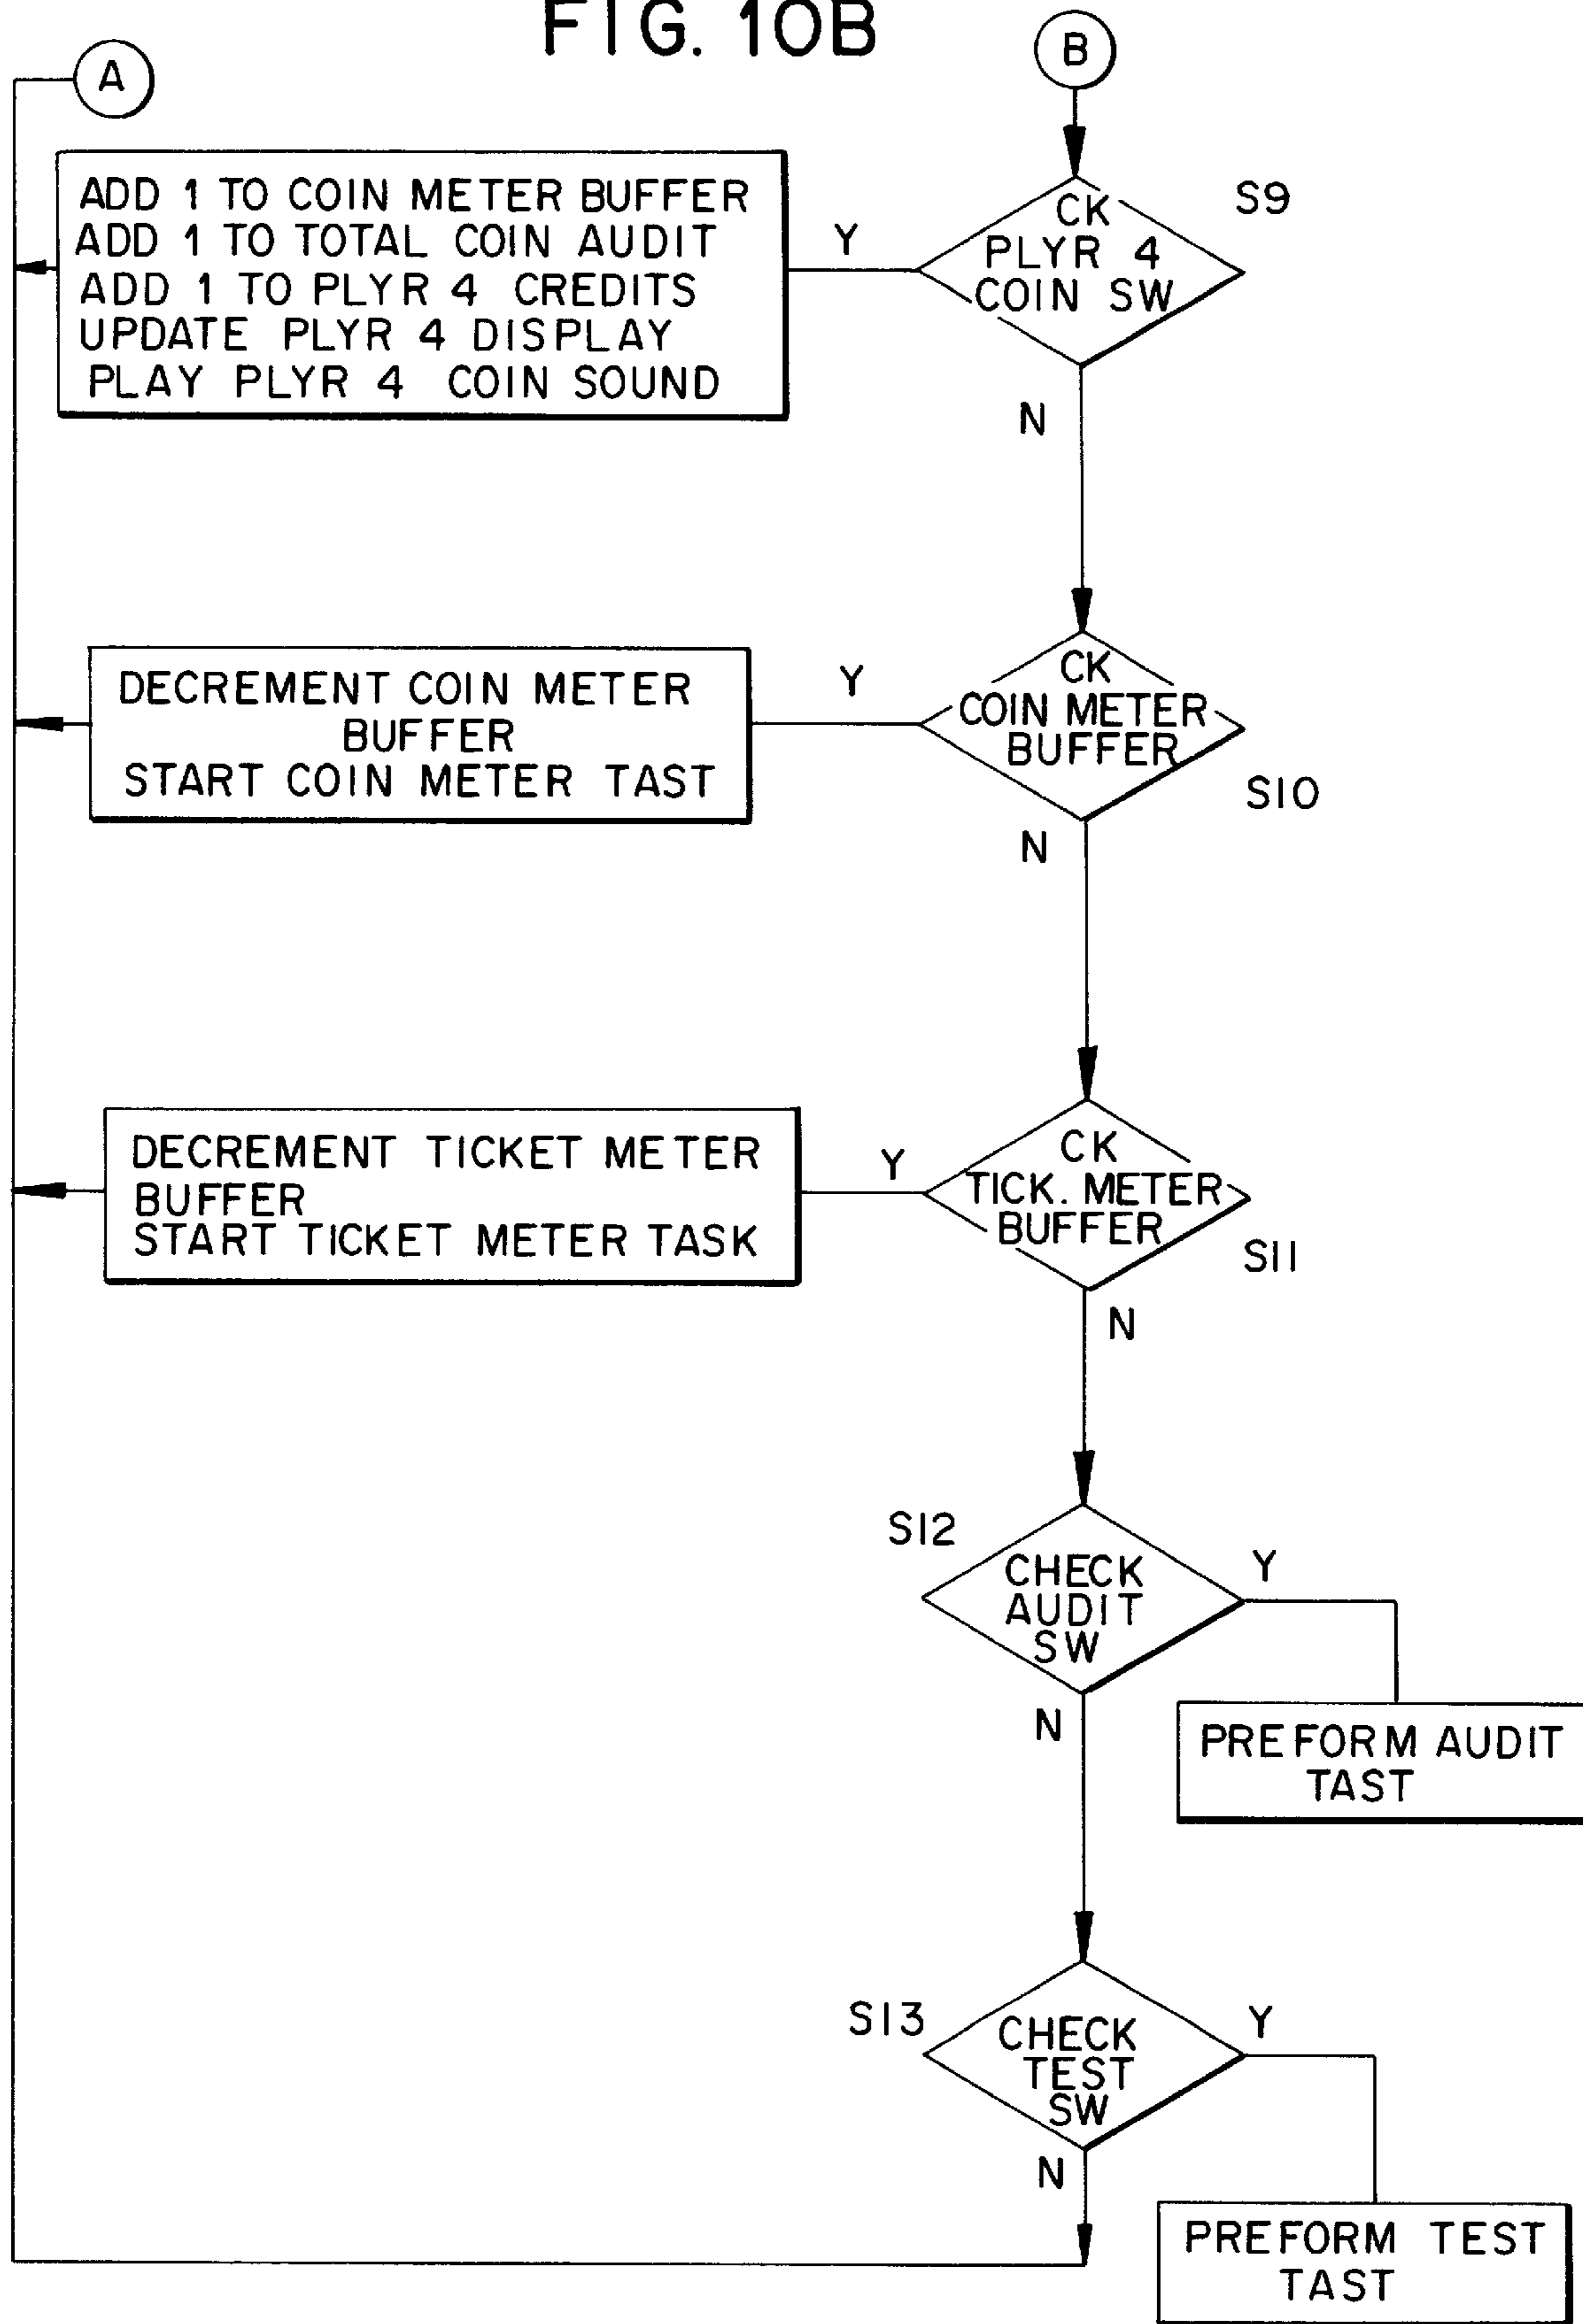 FIG. 10B
A
B
ADD 1 TO COIN METER BUFFER
ADD 1 TO TOTAL COIN AUDIT
ADD 1 TO PLYR 4 CREDITS
UPDATE PLYR 4 DISPLAY
PLAY PLYR 4 COIN SOUND
Y
CK
PLYR 4
COIN SW
S9
N
DECREMENT COIN METER
BUFFER
START COIN METER TAST
Y
CK
COIN METER
BUFFER
S10
N
DECREMENT TICKET METER
BUFFER
START TICKET METER TASK
Y
CK
TICK. METER
BUFFER
S11
N
S12
CHECK
AUDIT
SW
Y
N
PREFORM AUDIT
TAST
S13
CHECK
TEST
SW
Y
N
PREFORM TEST
TAST